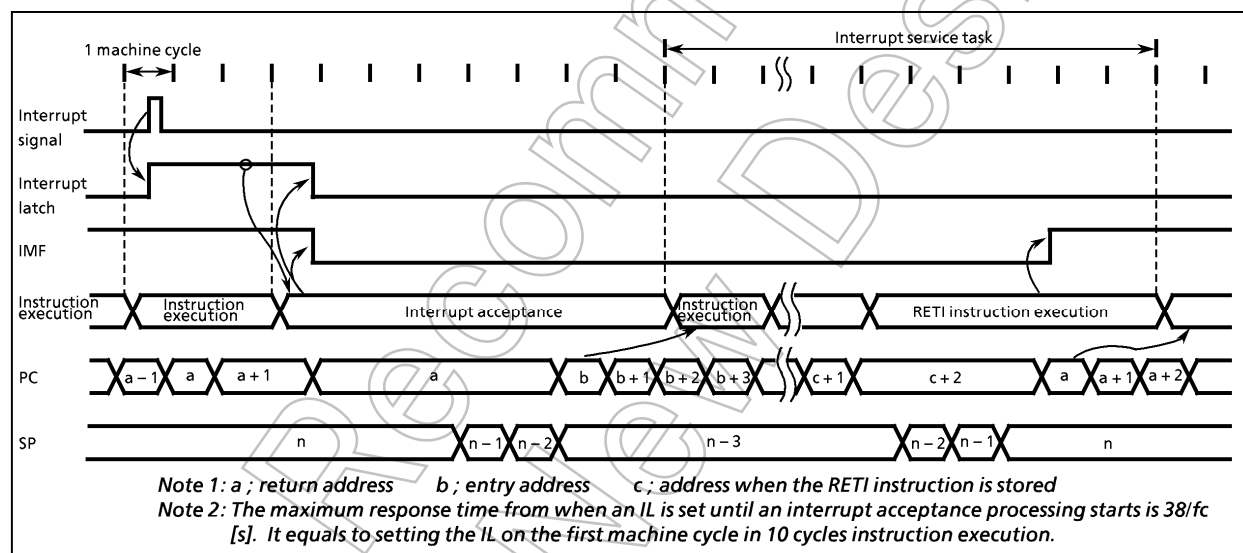 1 machine cycle
Interrupt service task
Interrupt
signal
Interrupt
latch
IMF
Instruction
execution
Instruction
execution
Interrupt acceptance
Instruction
execution
RETI instruction execution
PC
a − 1
a
a + 1
a
b
b + 1
b + 2
b + 3
c + 1
c + 2
a
a + 1
a + 2
SP
n
n − 1
n − 2
n − 3
n − 2
n − 1
n
Note 1: a ; return address b ; entry address c ; address when the RETI instruction is stored
Note 2: The maximum response time from when an IL is set until an interrupt acceptance processing starts is 38/fc
[s]. It equals to setting the IL on the first machine cycle in 10 cycles instruction execution.
Recomm
New Des